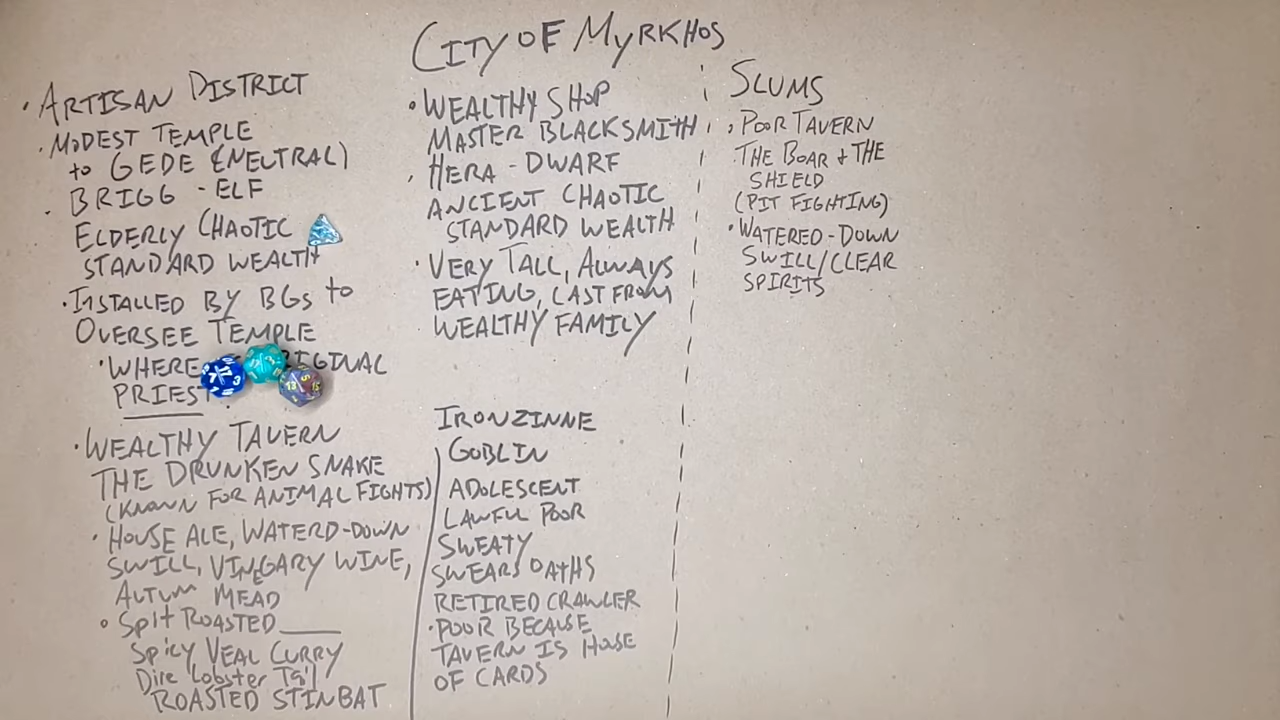 CITY OF MYRKHOS
• ARTISAN DISTRICT
• MODEST TEMPLE
to GEDE (NEUTRAL)
• BRIGG - ELF
ELDERLY CHAOTIC
STANDARD WEALTH
• INSTALLED BY BGS to
OVERSEE TEMPLE
• WHERE ORIGINAL
PRIEST
• WEALTHY TAVERN
THE DRUNKEN SNAKE
(KNOWN FOR ANIMAL FIGHTS)
• HOUSE ALE, WATERD-DOWN
SWILL, VINEGARY WINE,
MEAD
• Spit ROASTED ____
Spicy VEAL CURRY
Dire Lobster Tail
ROASTED STINBAT
• WEALTHY SHOP
MASTER BLACKSMITH
• HERA - DWARF
ANCIENT CHAOTIC
STANDARD WEALTH
• VERY TALL, ALWAYS
EATING, CAST FROM
WEALTHY FAMILY
IRONZINNE
GOBLIN
ADOLESCENT
LAWFUL POOR
SWEATY
SWEARS OATHS
RETIRED CRAWLER
• POOR BECAUSE
TAVERN IS HOUSE
OF CARDS
SLUMS
• POOR TAVERN
• THE BOAR + THE
SHIELD
(PIT FIGHTING)
• WATERED-DOWN
SWILL/CLEAR
SPIRITS